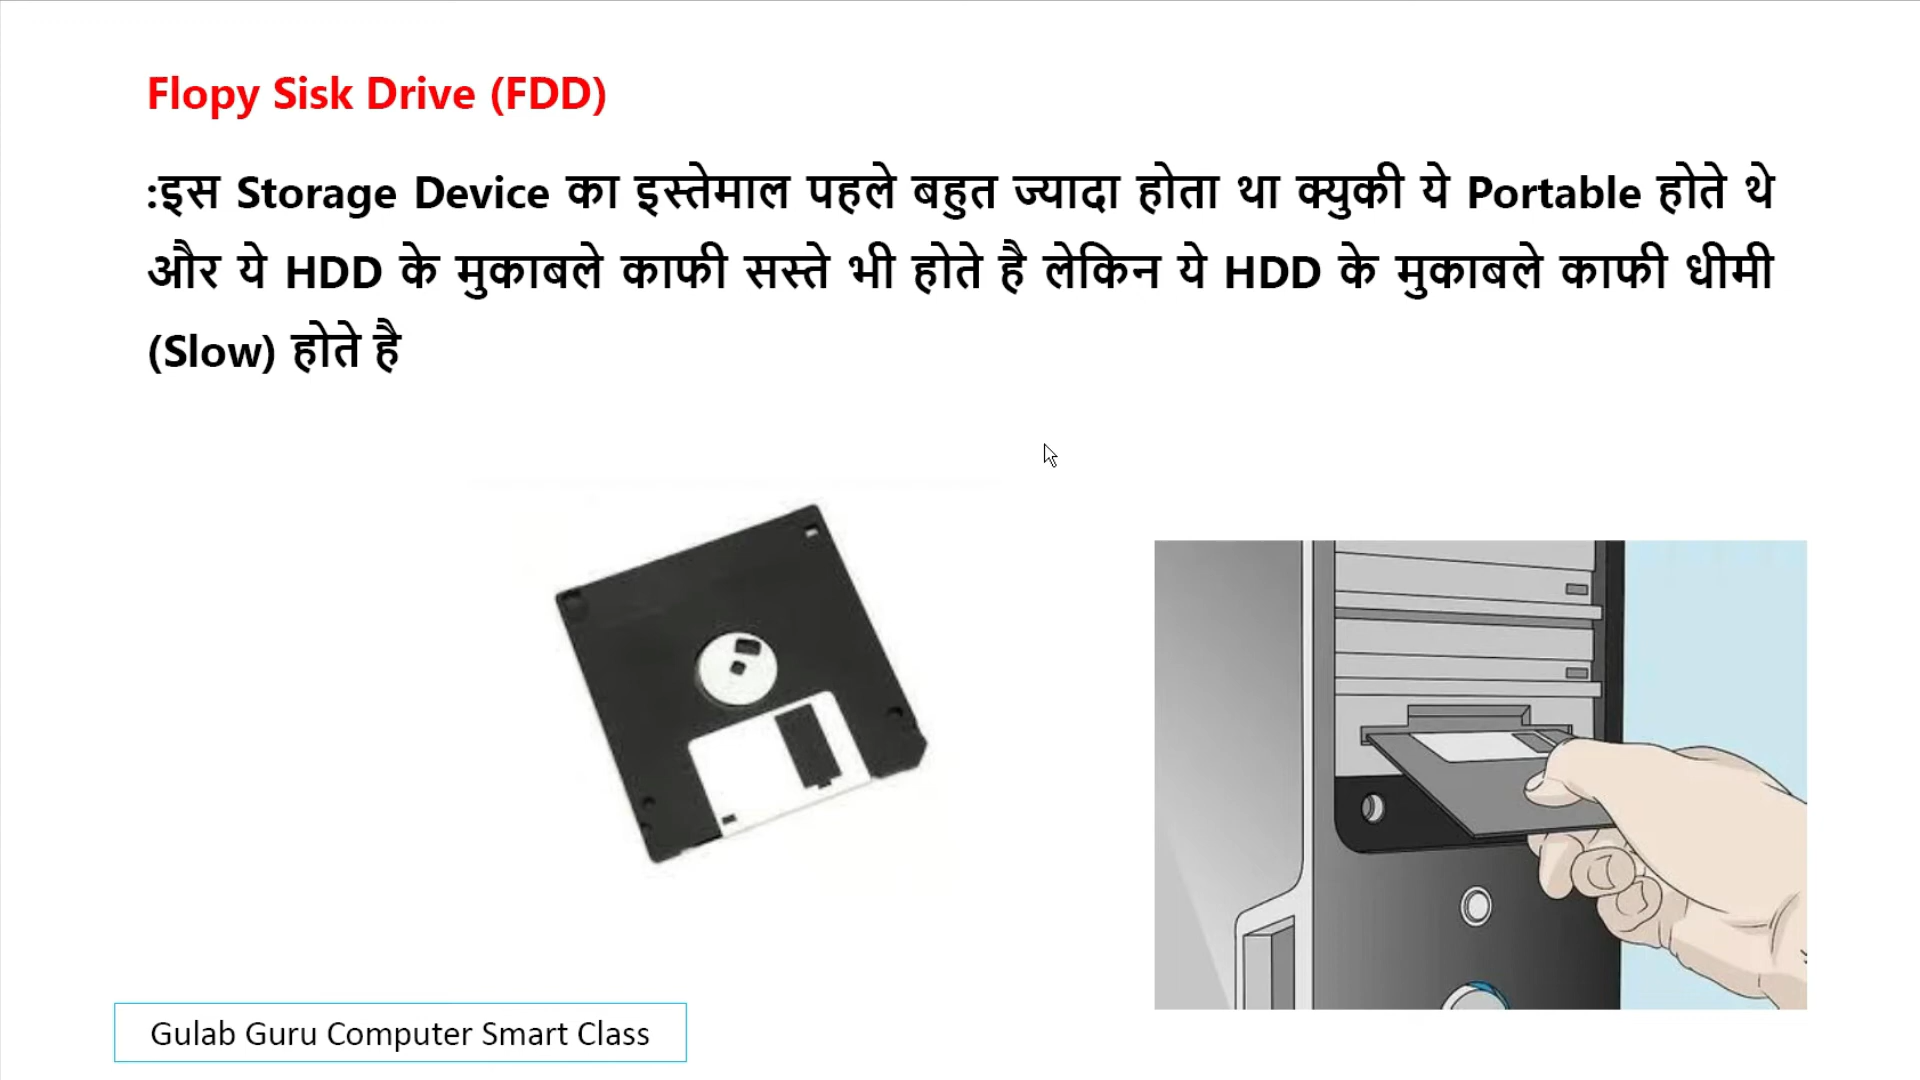 Flopy Sisk Drive (FDD)
:इस Storage Device का इस्तेमाल पहले बहुत ज्यादा होता था क्युकी ये Portable होते थे
और ये HDD के मुकाबले काफी सस्ते भी होते है लेकिन ये HDD के मुकाबले काफी धीमी
(Slow) होते है
Gulab Guru Computer Smart Class